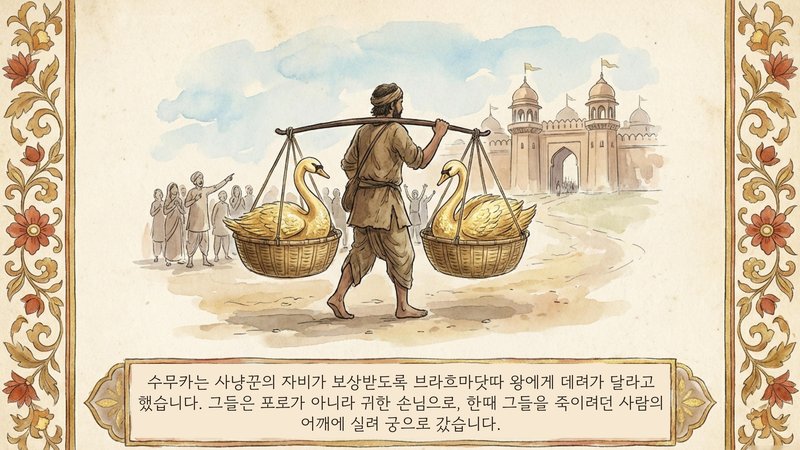 수무카는 사냥꾼의 자비가 보상받도록 브라흐마닷따 왕에게 데려가 달라고
했습니다. 그들은 포로가 아니라 귀한 손님으로, 한때 그들을 죽이려던 사람의
어깨에 실려 궁으로 갔습니다.